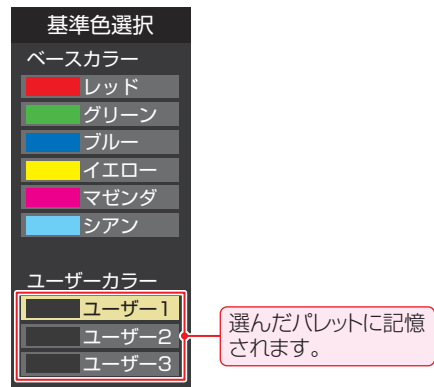 基準色選択
ベースカラー
レッド
グリーン
ブルー
イエロー
マゼンダ
シアン
ユーザーカラー
ユーザー1
ユーザー2
ユーザー3
選んだパレットに記憶
されます。